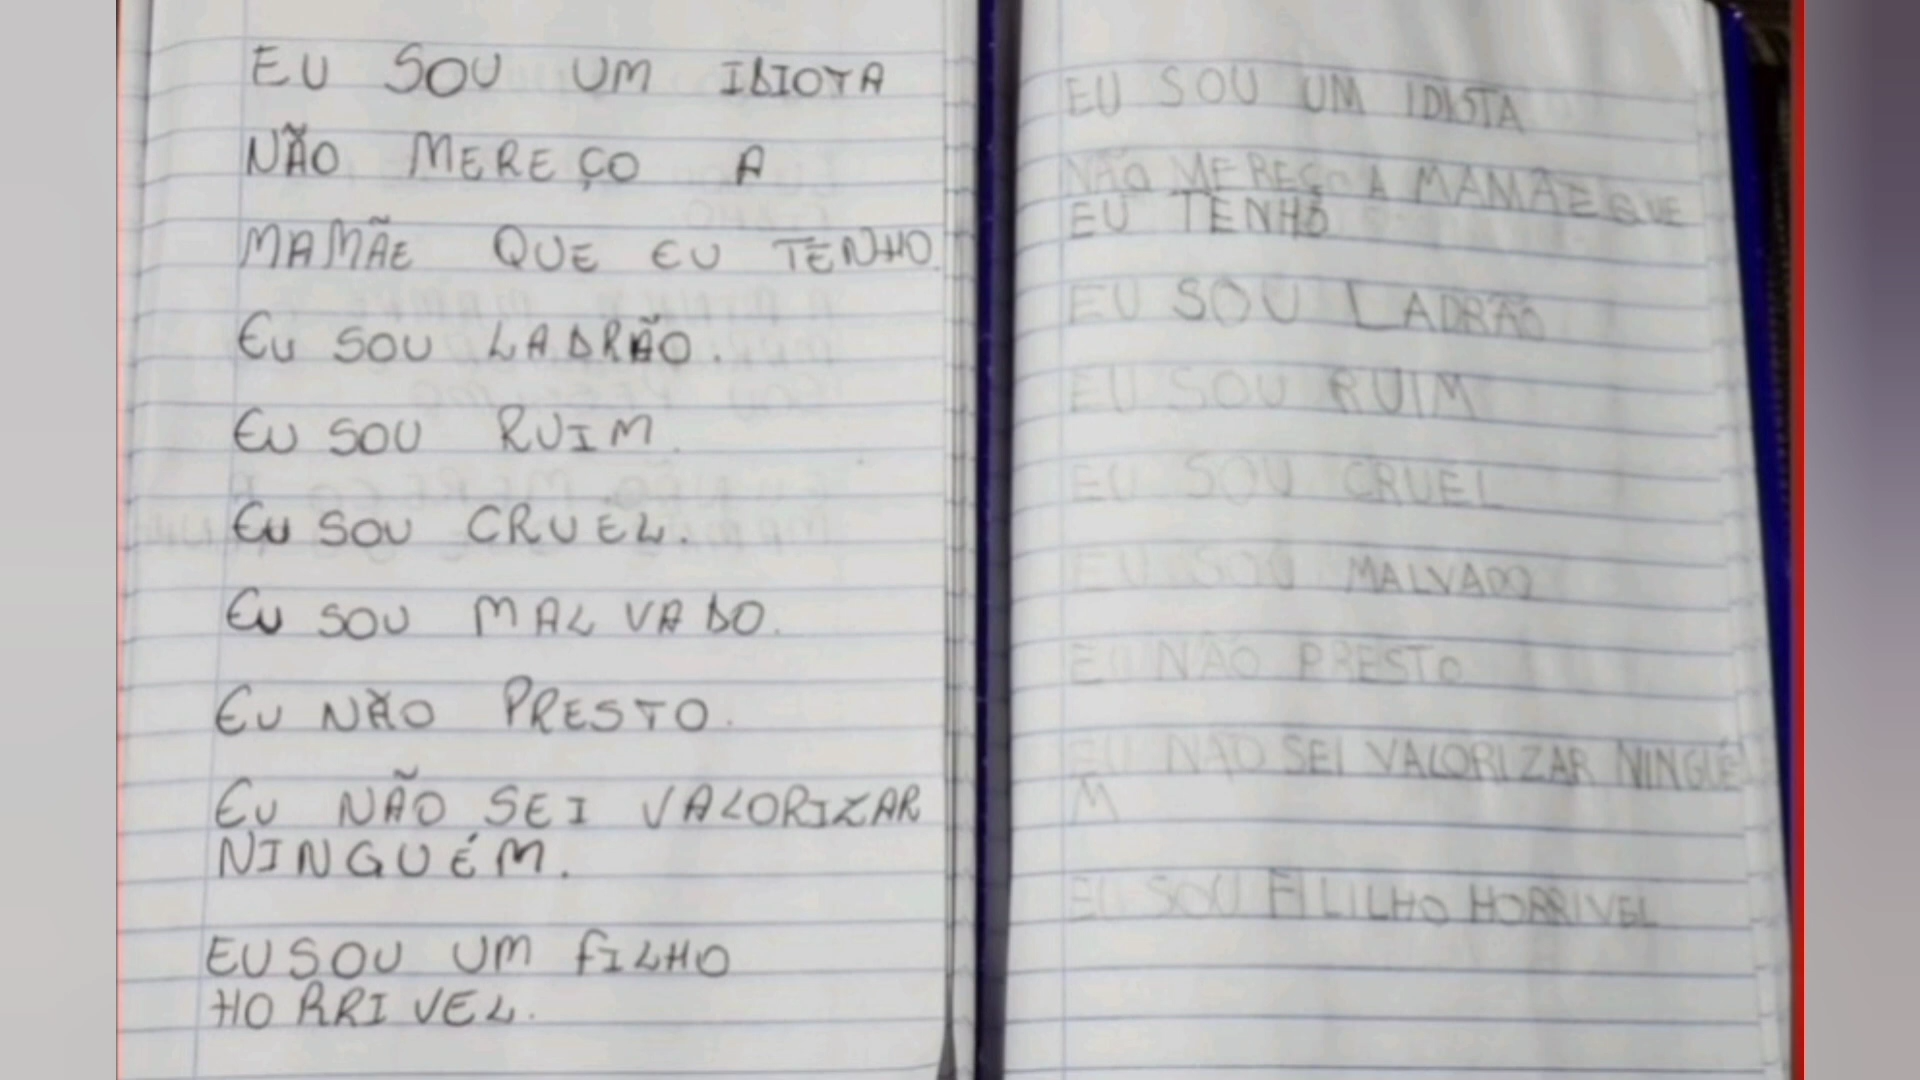 EU SOU UM IDIOTA
NÃO MEREÇO A
MAMÃE QUE EU TENHO.
EU SOU LADRÃO.
EU SOU RUIM.
EU SOU CRUEL.
EU SOU MALVADO.
EU NÃO PRESTO.
EU NÃO SEI VALORIZAR
NINGUÉM.
EU SOU UM FILHO
HORRIVEL.
EU SOU UM IDIOTA
NÃO MEREÇO A MAMÃE QUE
EU TENHO
EU SOU LADRÃO
EU SOU RUIM
EU SOU CRUEL
EU SOU MALVADO
EU NÃO PRESTO
EU NÃO SEI VALORIZAR NINGUÉ
M
EU SOU FILILHO HORRIVEL